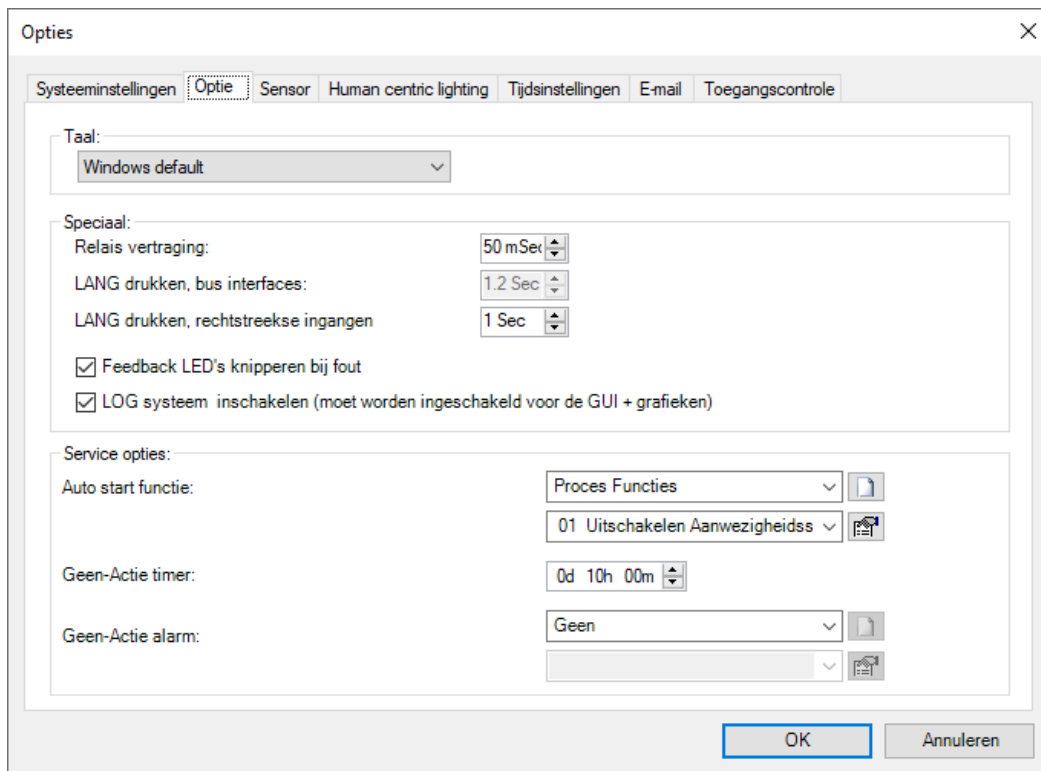 Opties
Systeeminstellingen Optie Sensor Human centric lighting Tijdsinstellingen E-mail Toegangscontrole
Taal:
Windows default
Speciaal:
Relais vertraging: 50 mSec
LANG drukken, bus interfaces: 1.2 Sec
LANG drukken, rechtstreekse ingangen 1 Sec
Feedback LED's knipperen bij fout
LOG systeem inschakelen (moet worden ingeschakeld voor de GUI + grafieken)
Service opties:
Auto start functie: Proces Functies
01 Uitschakelen Aanwezigheidss
Geen-Actie timer: 0d 10h 00m
Geen-Actie alarm: Geen
OK Annuleren